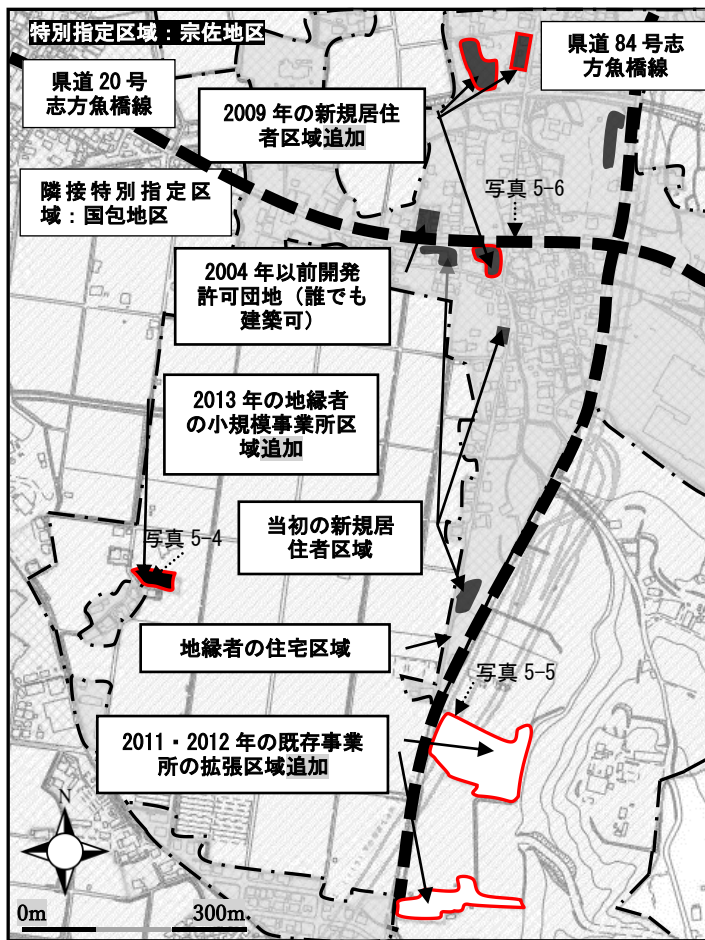 特別指定区域：宗佐地区
県道 20 号
志方魚橋線
県道 84 号志
方魚橋線
2009 年の新規居住
者区域追加
隣接特別指定区
域：国包地区
写真 5-6
2004 年以前開発
許可団地（誰でも
建築可）
2013 年の地縁者
の小規模事業所区
域追加
当初の新規居
住者区域
写真 5-4
地縁者の住宅区域
写真 5-5
2011・2012 年の既存事業
所の拡張区域追加
N
0m
300m